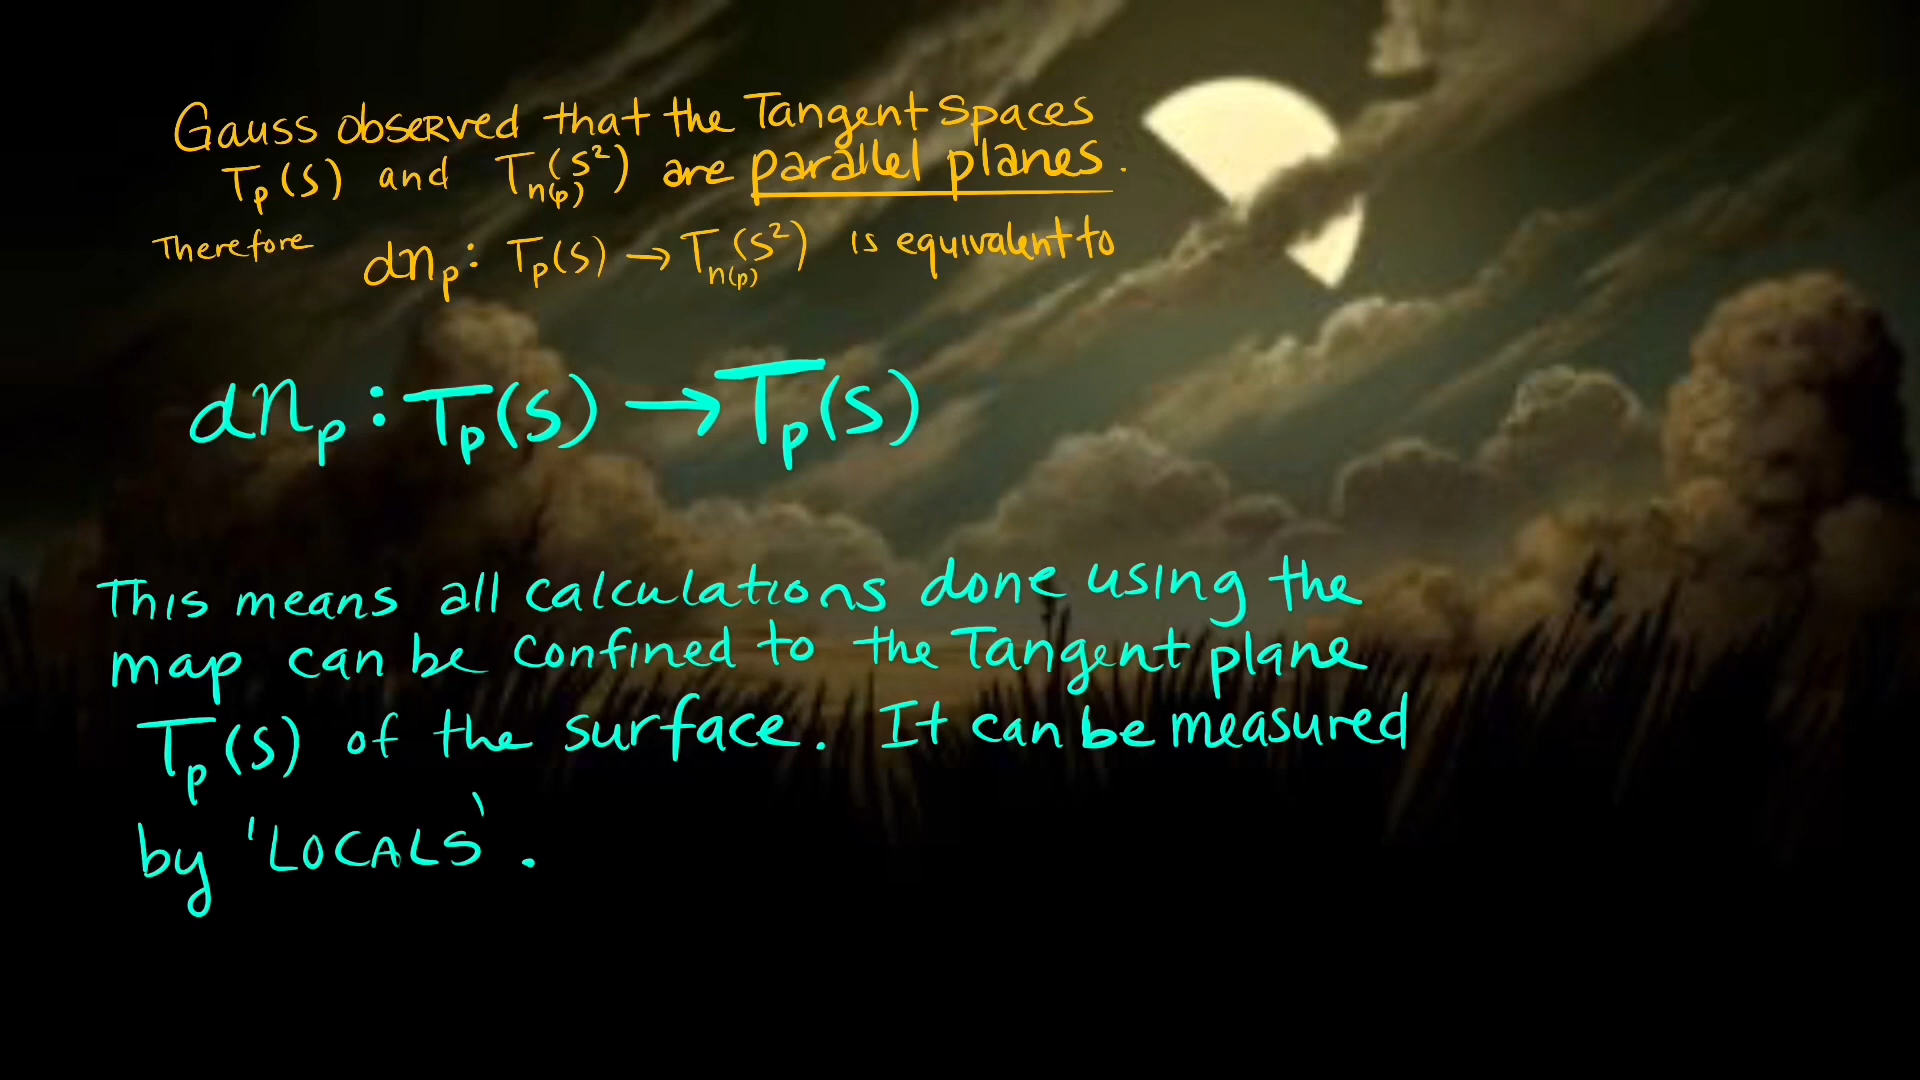 Gauss observed that the Tangent Spaces
Tp(S) and Tn(p)(S²) are parallel planes.
Therefore dnp: Tp(S) → Tn(p)(S²) is equivalent to
dnp: Tp(S) → Tp(S)
This means all calculations done using the
map can be confined to the Tangent plane
Tp(S) of the surface. It can be measured
by 'LOCALS'.